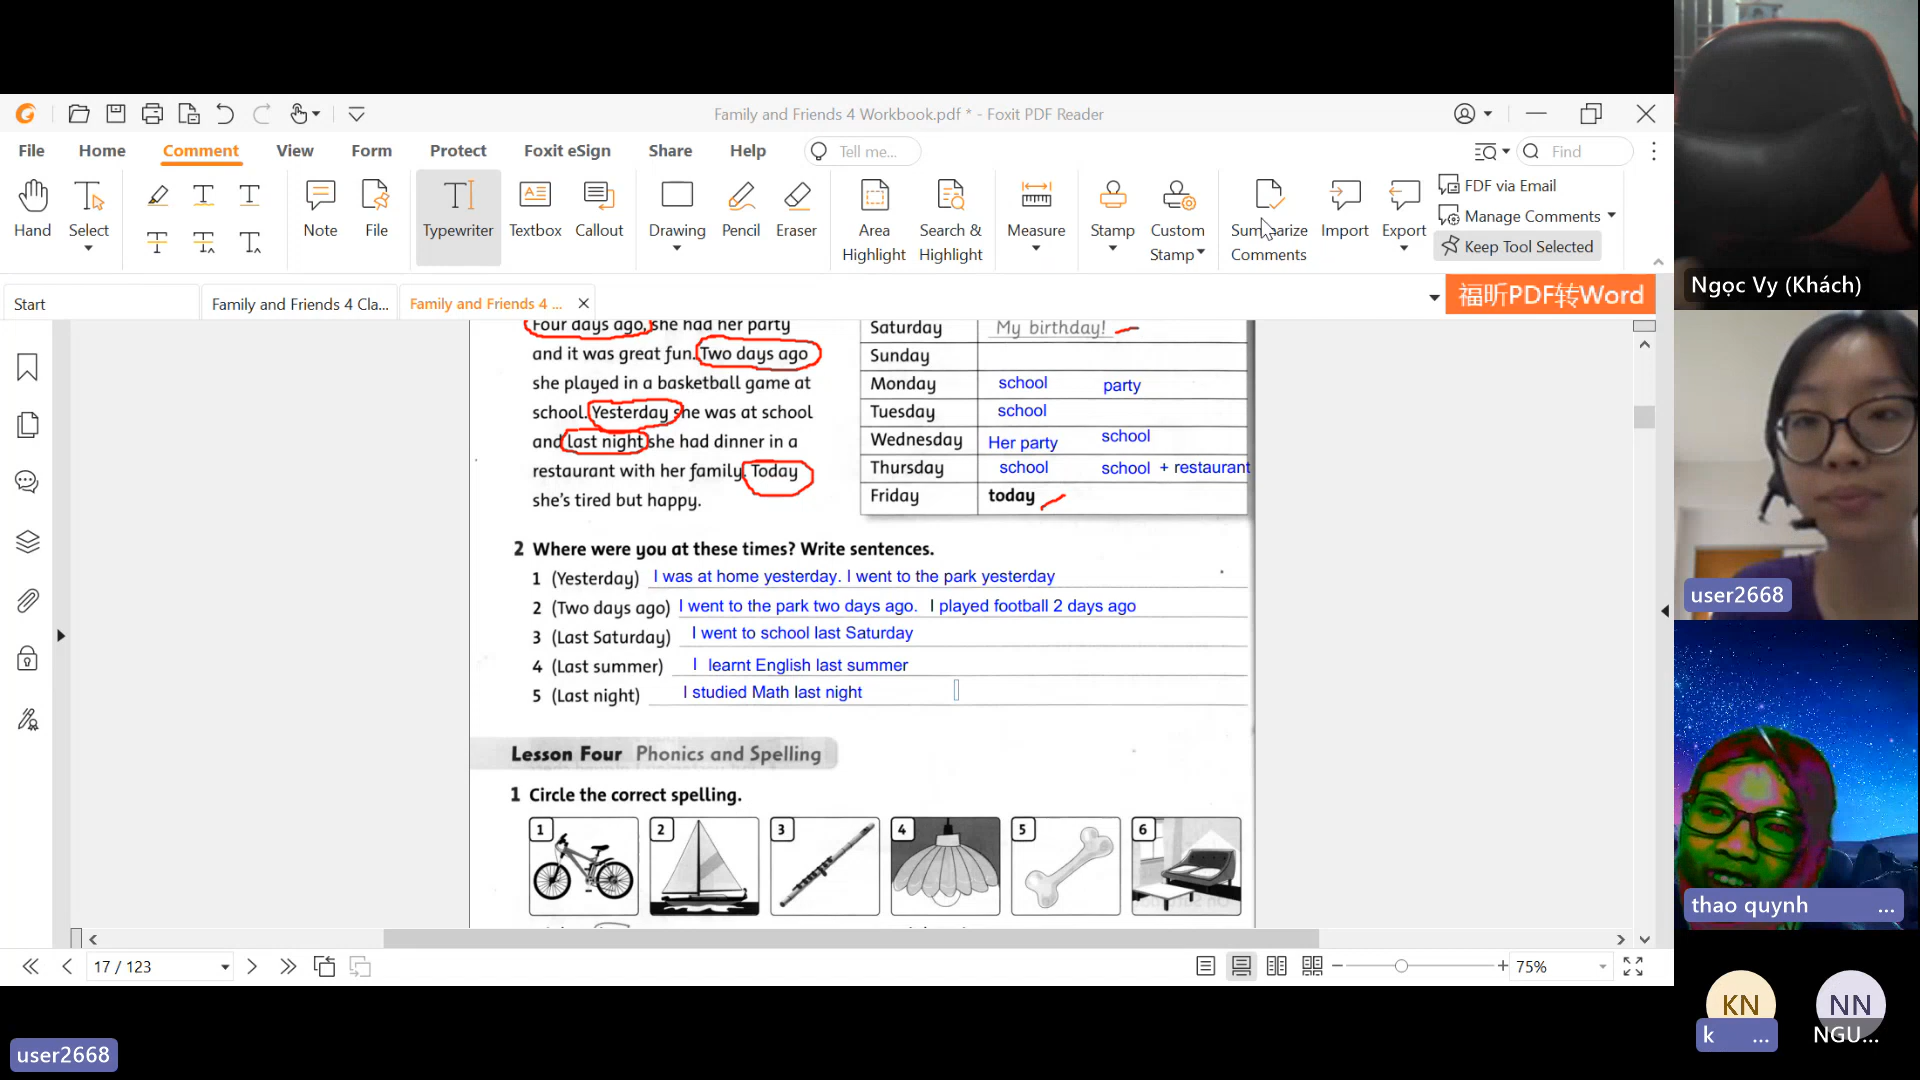 Family and Friends 4 Workbook.pdf * - Foxit PDF Reader
File Home Comment View Form Protect Foxit eSign Share Help Tell me... Find
Hand Select Note File Typewriter Textbox Callout Drawing Pencil Eraser Area Highlight Search & Highlight Measure Stamp Custom Stamp Summarize Comments Import Export
FDF via Email
Manage Comments
Keep Tool Selected
Start Family and Friends 4 Cla... Family and Friends 4 ... 福昕PDF转Word
Four days ago, she had her party
and it was great fun. Two days ago
she played in a basketball game at
school. Yesterday she was at school
and last night she had dinner in a
restaurant with her family. Today
she's tired but happy.
Saturday My birthday!
Sunday
Monday school party
Tuesday school
Wednesday Her party school
Thursday school school + restaurant
Friday today
2 Where were you at these times? Write sentences.
1 (Yesterday) I was at home yesterday. I went to the park yesterday
2 (Two days ago) I went to the park two days ago. I played football 2 days ago
3 (Last Saturday) I went to school last Saturday
4 (Last summer) I learnt English last summer
5 (Last night) I studied Math last night
Lesson Four Phonics and Spelling
1 Circle the correct spelling.
1 2 3 4 5 6
17 / 123
75%
Ngọc Vy (Khách)
user2668
thao quynh ...
KN
k ...
NN
NGU...
user2668